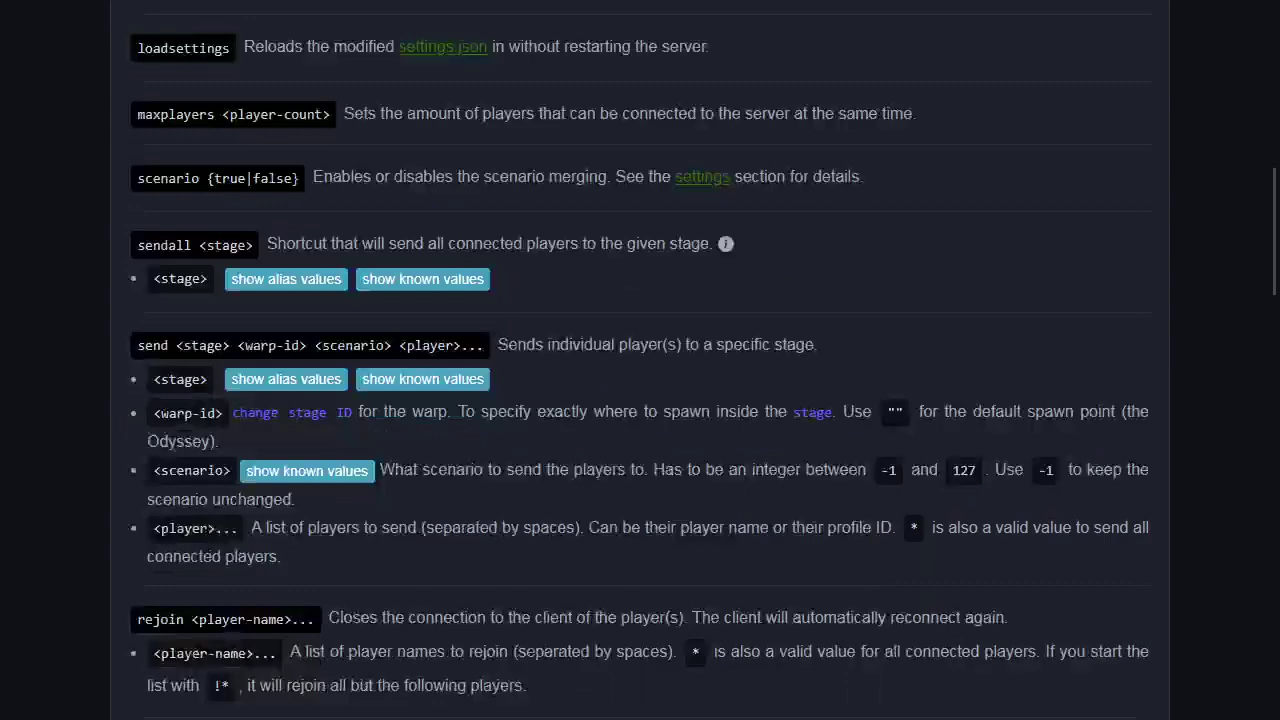 loadsettings Reloads the modified settings.json in without restarting the server.
maxplayers <player-count> Sets the amount of players that can be connected to the server at the same time.
scenario {true|false} Enables or disables the scenario merging. See the settings section for details.
sendall <stage> Shortcut that will send all connected players to the given stage. i
• <stage> show alias values show known values
send <stage> <warp-id> <scenario> <player>... Sends individual player(s) to a specific stage.
• <stage> show alias values show known values
• <warp-id> change stage ID for the warp. To specify exactly where to spawn inside the stage. Use "" for the default spawn point (the
Odyssey).
• <scenario> show known values What scenario to send the players to. Has to be an integer between -1 and 127 . Use -1 to keep the
scenario unchanged.
• <player>... A list of players to send (separated by spaces). Can be their player name or their profile ID. * is also a valid value to send all
connected players.
rejoin <player-name>... Closes the connection to the client of the player(s). The client will automatically reconnect again.
• <player-name>... A list of player names to rejoin (separated by spaces). * is also a valid value for all connected players. If you start the
list with !* , it will rejoin all but the following players.